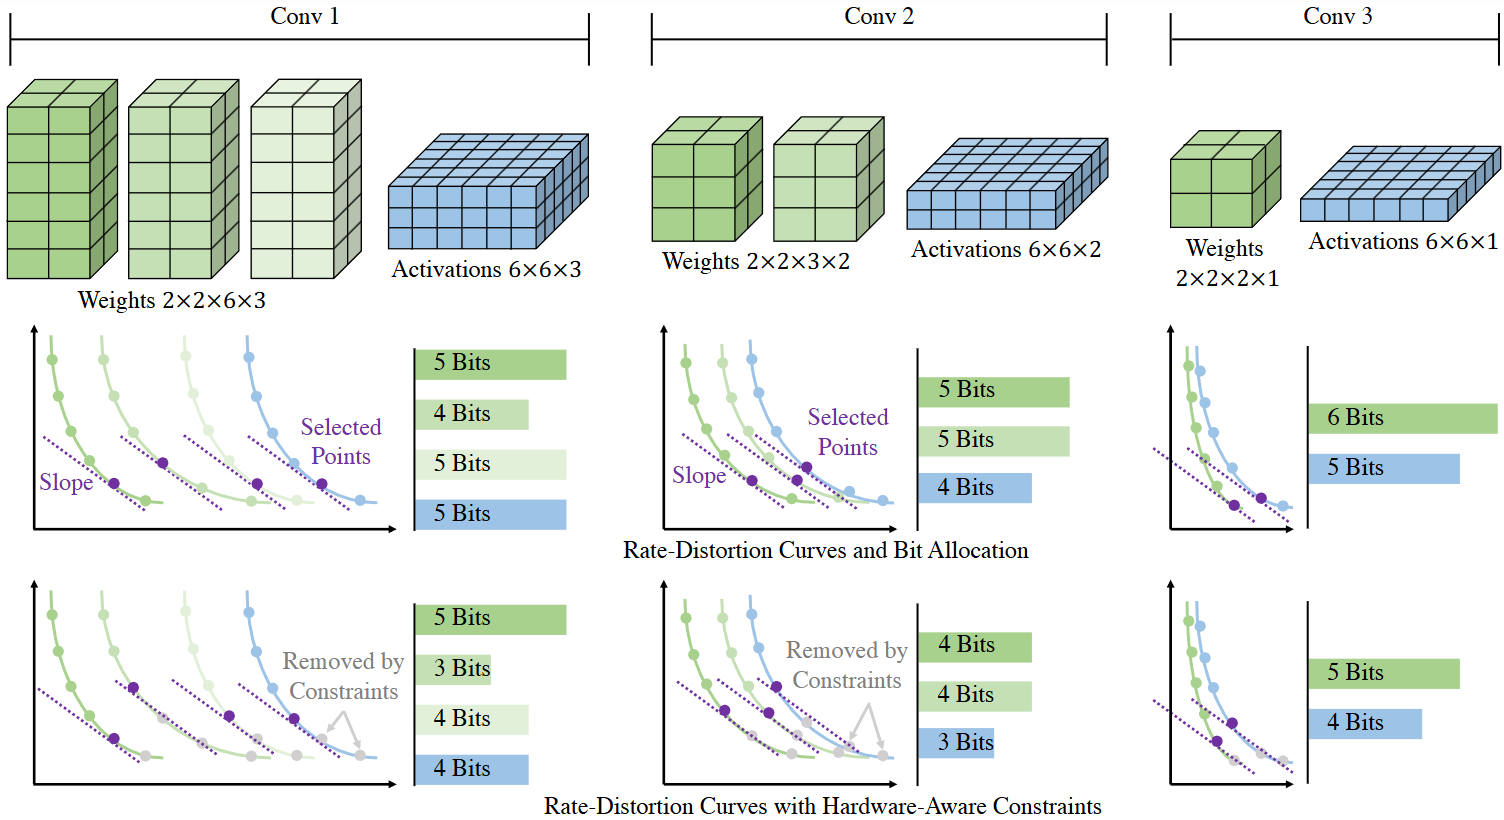 Conv 1
Conv 2
Conv 3
Weights 2×2×6×3
Activations 6×6×3
Weights 2×2×3×2
Activations 6×6×2
Weights
2×2×2×1
Activations 6×6×1
Slope
Selected
Points
5 Bits
4 Bits
5 Bits
5 Bits
Slope
Selected
Points
5 Bits
5 Bits
4 Bits
6 Bits
5 Bits
Rate-Distortion Curves and Bit Allocation
Removed by
Constraints
5 Bits
3 Bits
4 Bits
4 Bits
Removed by
Constraints
4 Bits
4 Bits
3 Bits
5 Bits
4 Bits
Rate-Distortion Curves with Hardware-Aware Constraints